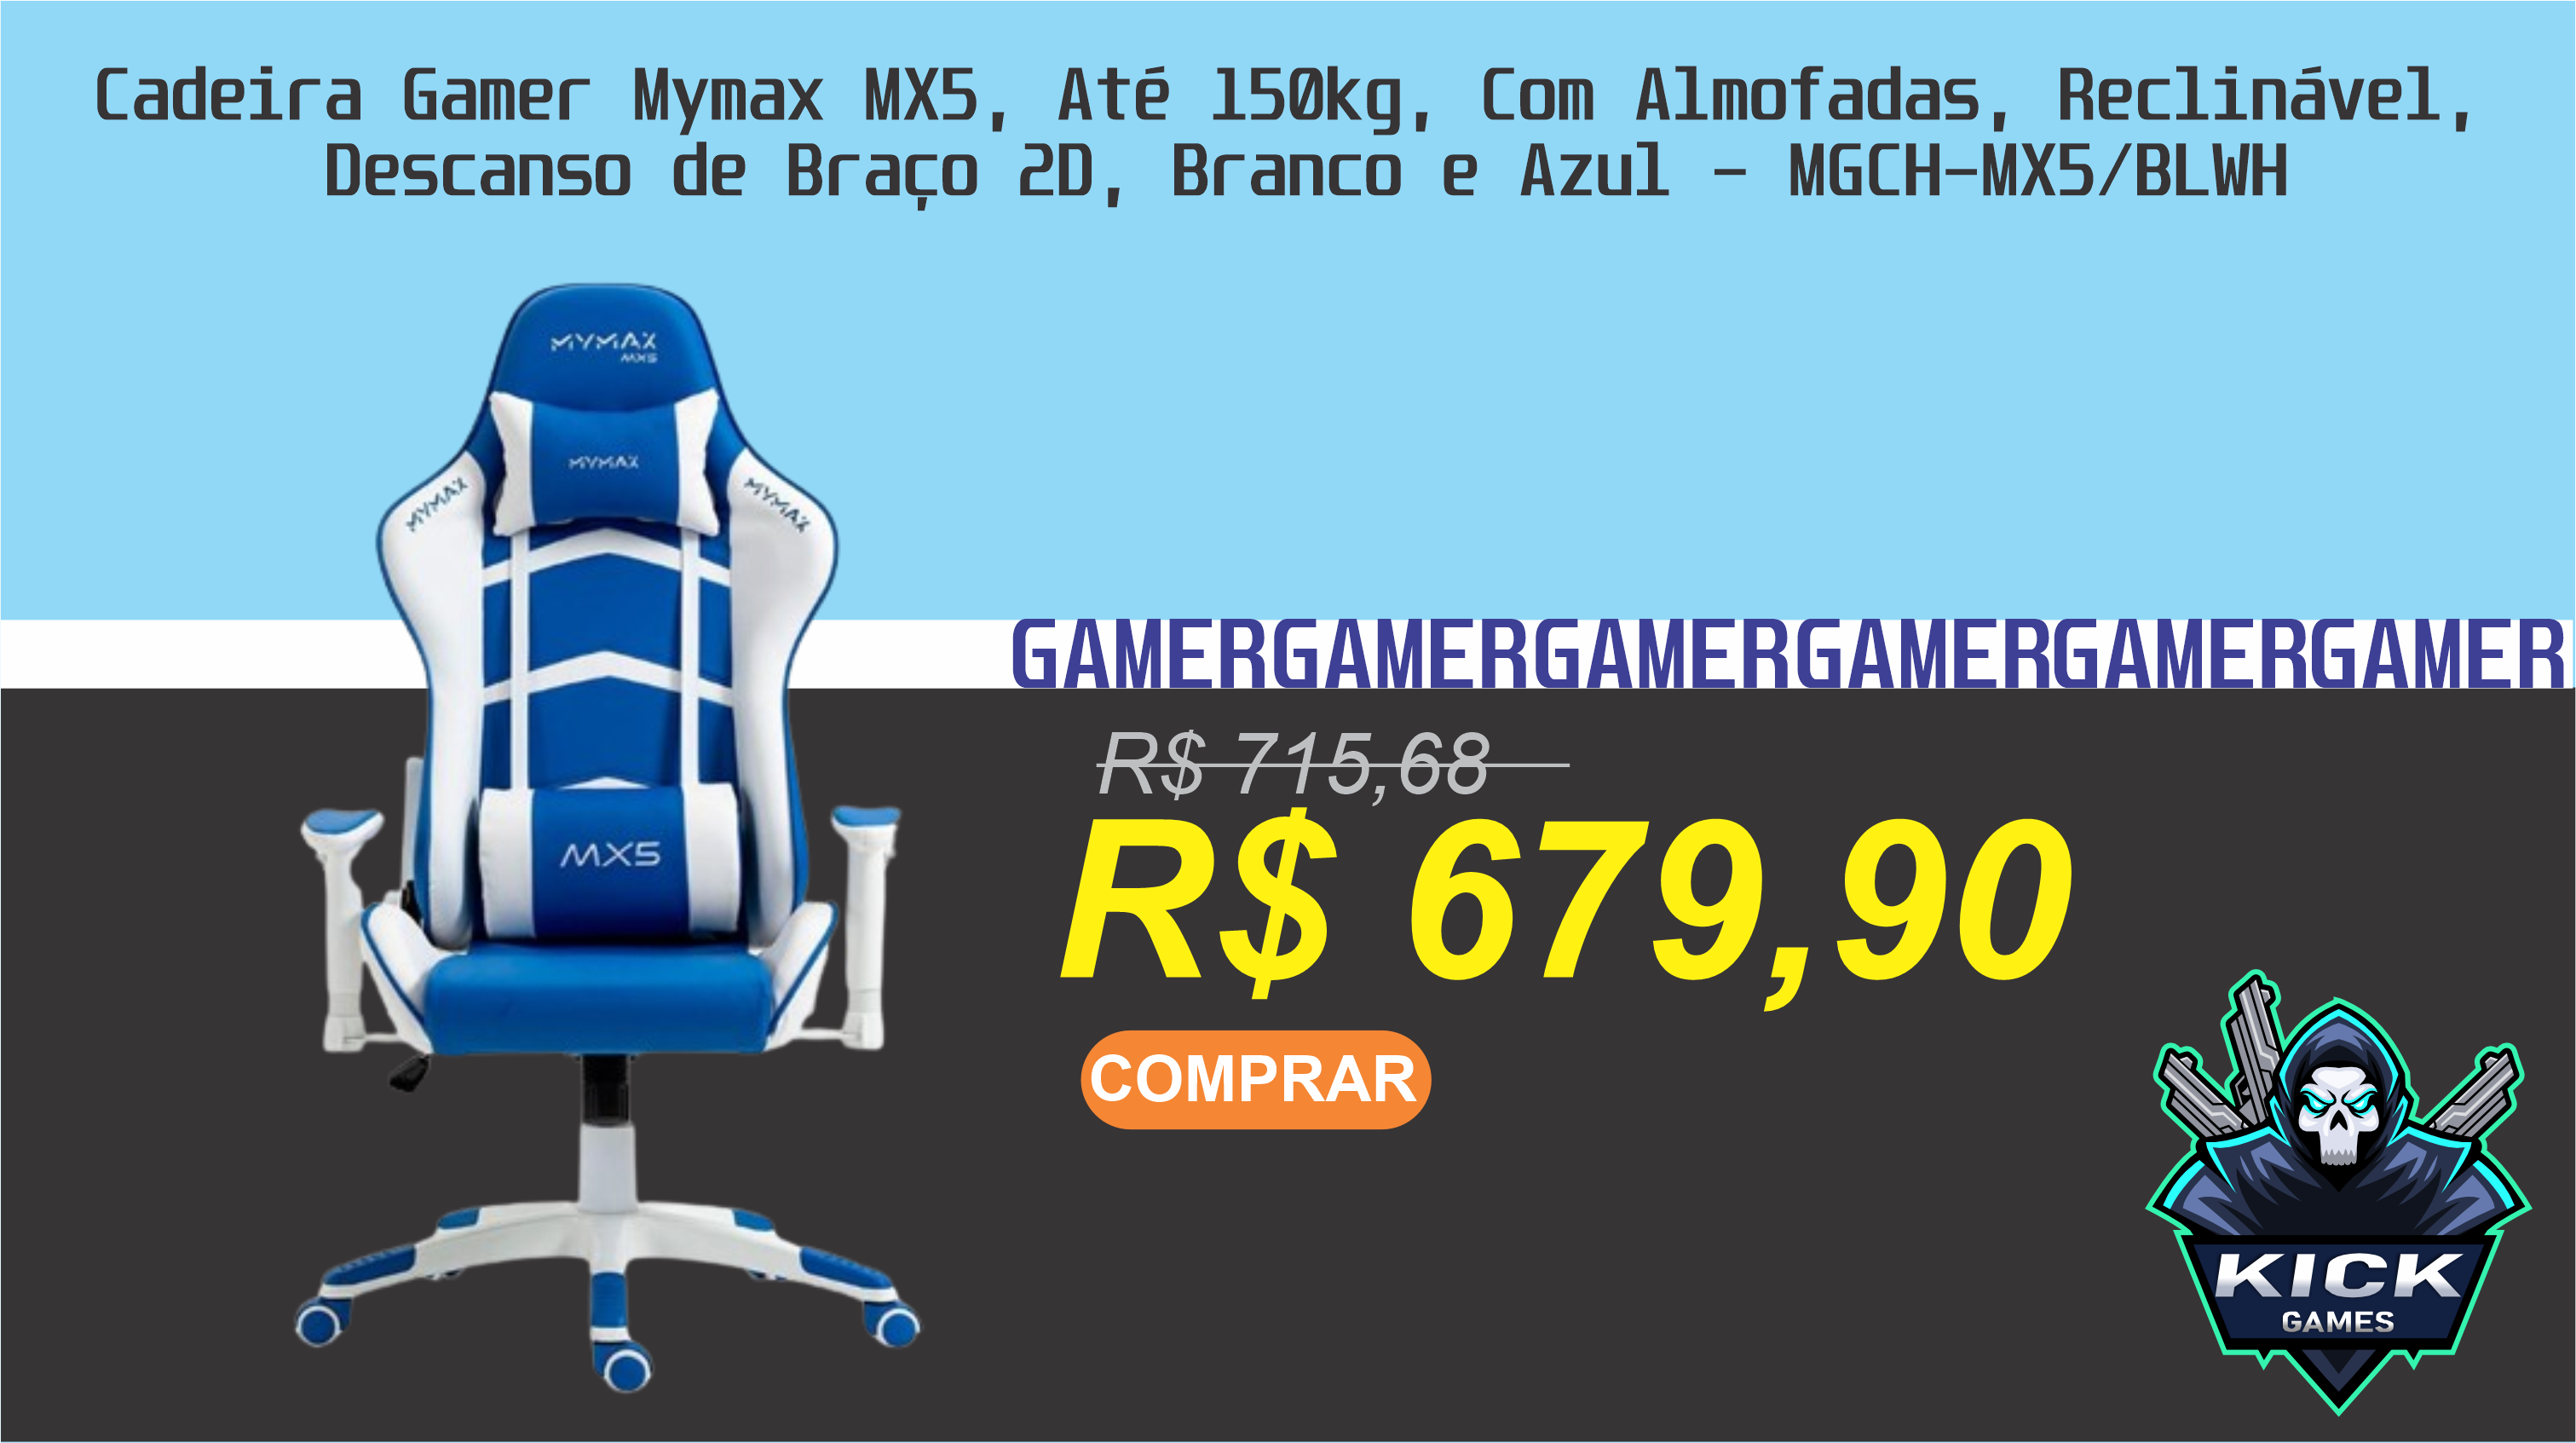 Cadeira Gamer Mymax MX5, Até 150kg, Com Almofadas, Reclinável,
Descanso de Braço 2D, Branco e Azul - MGCH-MX5/BLWH
MYMAX
MX5
MYMAX
MYMAX
MYMAX
GAMERGAMERGAMERGAMERGAMERGAMER
R$ 715,68
R$ 679,90
MX5
COMPRAR
KICK
GAMES